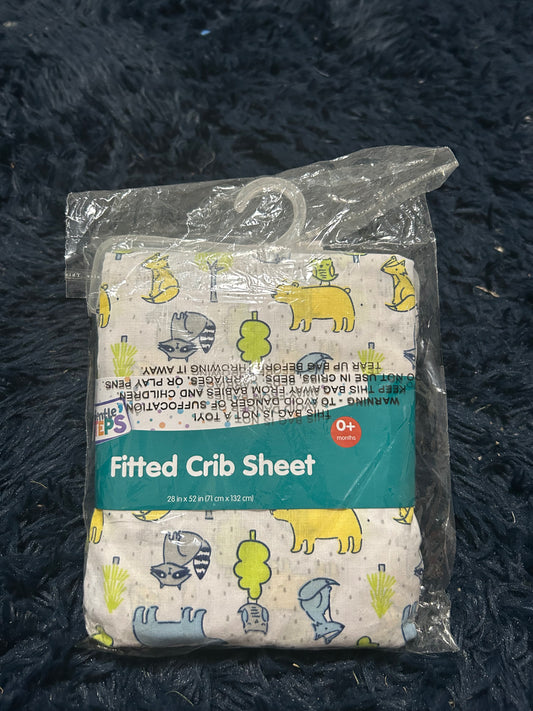 EPS
Fitted Crib Sheet
28 in x 52 in (71 cm x 132 cm)
0+
months
THIS BAG IS NOT A TOY!
WARNING - TO AVOID DANGER OF SUFFOCATION
KEEP THIS BAG AWAY FROM BABIES AND CHILDREN
DO NOT USE IN CRIBS, BEDS, CARRIAGES, OR PLAY PENS
TEAR UP BAG BEFORE THROWING IT AWAY.